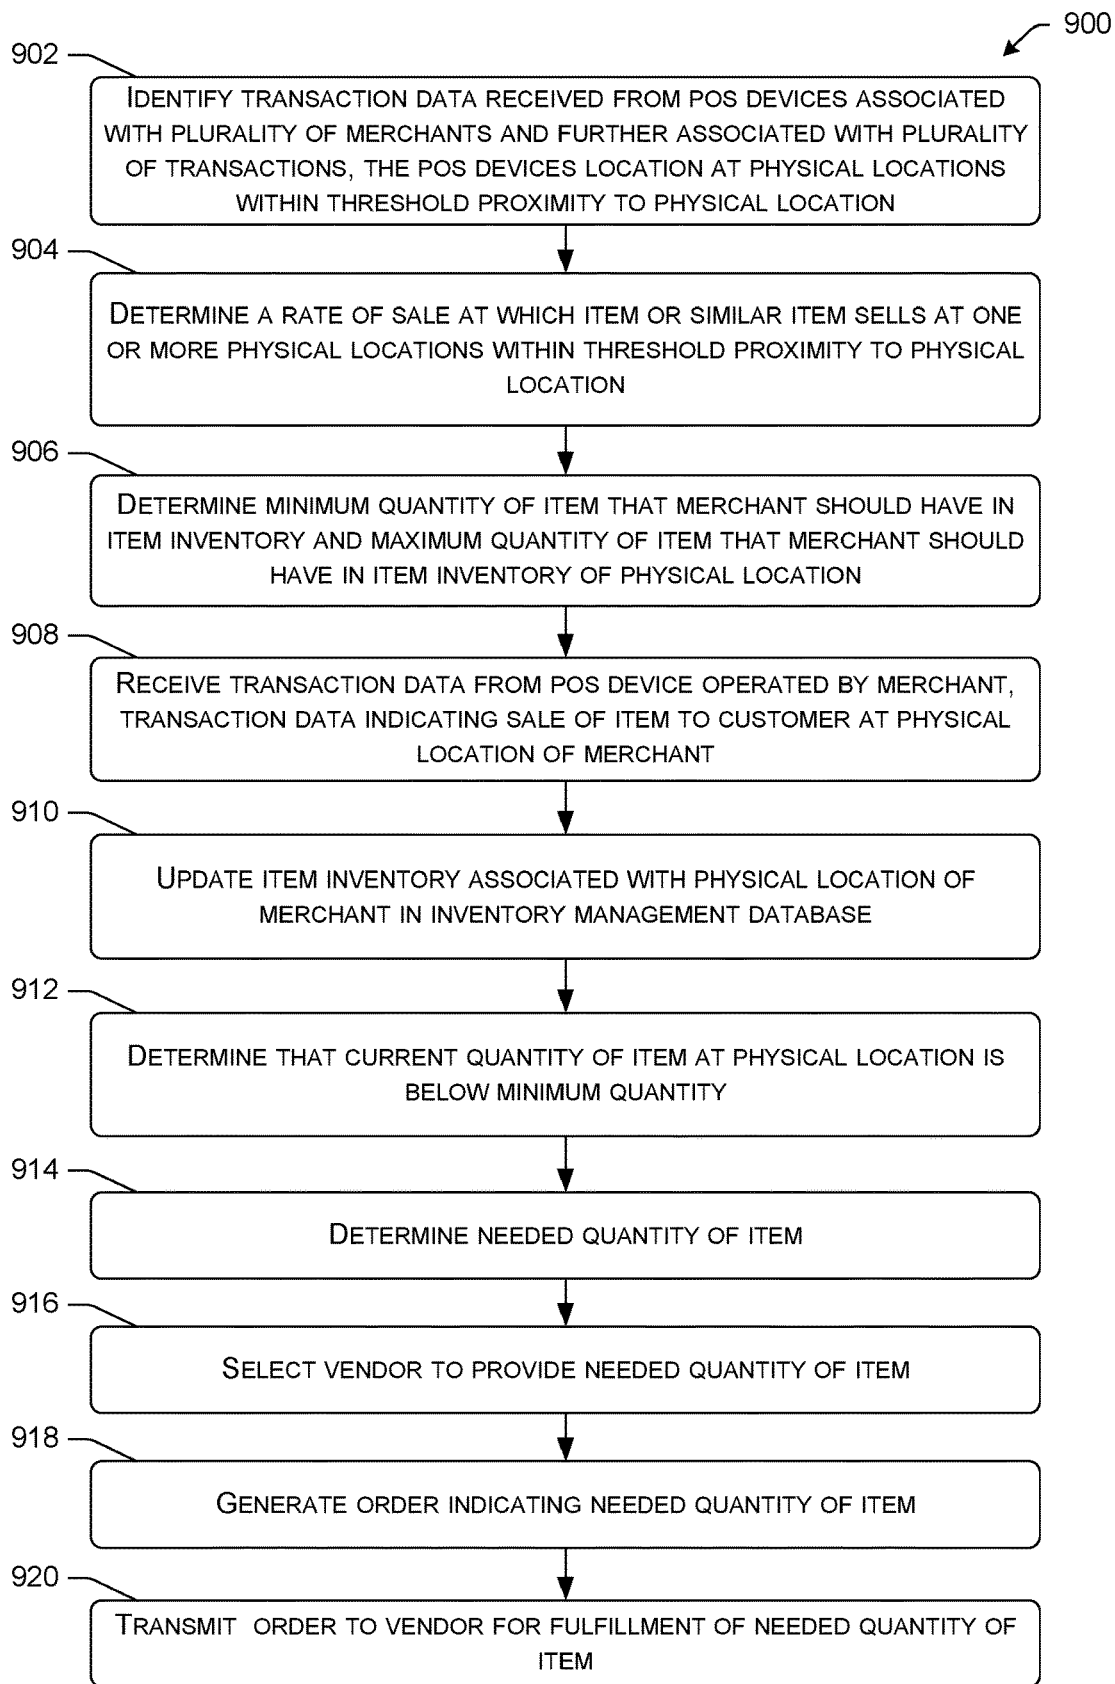 900
902
IDENTIFY TRANSACTION DATA RECEIVED FROM POS DEVICES ASSOCIATED
WITH PLURALITY OF MERCHANTS AND FURTHER ASSOCIATED WITH PLURALITY
OF TRANSACTIONS, THE POS DEVICES LOCATION AT PHYSICAL LOCATIONS
WITHIN THRESHOLD PROXIMITY TO PHYSICAL LOCATION
904
DETERMINE A RATE OF SALE AT WHICH ITEM OR SIMILAR ITEM SELLS AT ONE
OR MORE PHYSICAL LOCATIONS WITHIN THRESHOLD PROXIMITY TO PHYSICAL
LOCATION
906
DETERMINE MINIMUM QUANTITY OF ITEM THAT MERCHANT SHOULD HAVE IN
ITEM INVENTORY AND MAXIMUM QUANTITY OF ITEM THAT MERCHANT SHOULD
HAVE IN ITEM INVENTORY OF PHYSICAL LOCATION
908
RECEIVE TRANSACTION DATA FROM POS DEVICE OPERATED BY MERCHANT,
TRANSACTION DATA INDICATING SALE OF ITEM TO CUSTOMER AT PHYSICAL
LOCATION OF MERCHANT
910
UPDATE ITEM INVENTORY ASSOCIATED WITH PHYSICAL LOCATION OF
MERCHANT IN INVENTORY MANAGEMENT DATABASE
912
DETERMINE THAT CURRENT QUANTITY OF ITEM AT PHYSICAL LOCATION IS
BELOW MINIMUM QUANTITY
914
DETERMINE NEEDED QUANTITY OF ITEM
916
SELECT VENDOR TO PROVIDE NEEDED QUANTITY OF ITEM
918
GENERATE ORDER INDICATING NEEDED QUANTITY OF ITEM
920
TRANSMIT ORDER TO VENDOR FOR FULFILLMENT OF NEEDED QUANTITY OF
ITEM